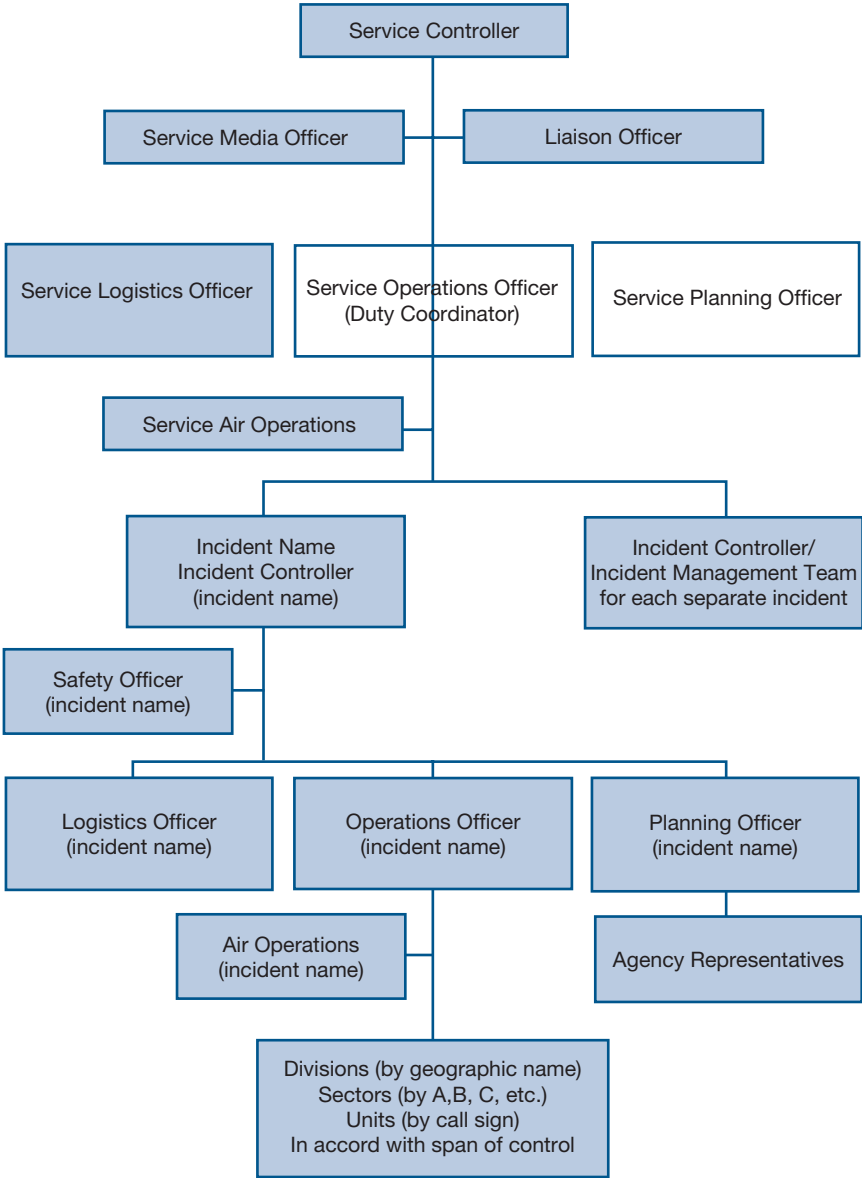 Service Controller
Service Media Officer
Liaison Officer
Service Logistics Officer
Service Operations Officer
(Duty Coordinator)
Service Planning Officer
Service Air Operations
Incident Name
Incident Controller
(incident name)
Incident Controller/
Incident Management Team
for each separate incident
Safety Officer
(incident name)
Logistics Officer
(incident name)
Operations Officer
(incident name)
Planning Officer
(incident name)
Air Operations
(incident name)
Agency Representatives
Divisions (by geographic name)
Sectors (by A,B, C, etc.)
Units (by call sign)
In accord with span of control